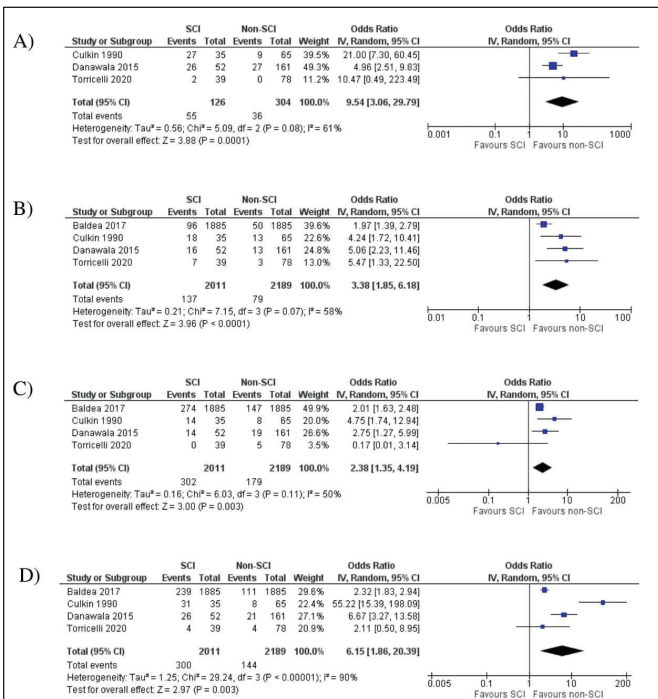 A)
SCI Non-SCI Odds Ratio Odds Ratio
Study or Subgroup Events Total Events Total Weight IV, Random, 95% CI IV, Random, 95% CI
Culkin 1990 27 35 9 65 39.5% 21.00 [7.30, 60.45]
Danawala 2015 26 52 27 161 49.3% 4.96 [2.51, 9.83]
Torricelli 2020 2 39 0 78 11.2% 10.47 [0.49, 223.49]
Total (95% CI) 126 304 100.0% 9.54 [3.06, 29.79]
Total events 55 36
Heterogeneity: Tau² = 0.56; Chi² = 5.09, df = 2 (P = 0.08); I² = 61%
Test for overall effect: Z = 3.88 (P = 0.0001)
0.001 0.1 1 10 1000
Favours SCI Favours non-SCI
B)
SCI Non-SCI Odds Ratio Odds Ratio
Study or Subgroup Events Total Events Total Weight IV, Random, 95% CI IV, Random, 95% CI
Baldea 2017 96 1885 50 1885 39.6% 1.97 [1.39, 2.79]
Culkin 1990 18 35 13 65 22.6% 4.24 [1.72, 10.41]
Danawala 2015 16 52 13 161 24.8% 5.06 [2.23, 11.46]
Torricelli 2020 7 39 3 78 13.0% 5.47 [1.33, 22.50]
Total (95% CI) 2011 2189 100.0% 3.38 [1.85, 6.18]
Total events 137 79
Heterogeneity: Tau² = 0.21; Chi² = 7.15, df = 3 (P = 0.07); I² = 58%
Test for overall effect: Z = 3.96 (P < 0.0001)
0.01 0.1 1 10 100
Favours SCI Favours non-SCI
C)
SCI Non-SCI Odds Ratio Odds Ratio
Study or Subgroup Events Total Events Total Weight IV, Random, 95% CI IV, Random, 95% CI
Baldea 2017 274 1885 147 1885 49.9% 2.01 [1.63, 2.48]
Culkin 1990 14 35 8 65 20.0% 4.75 [1.74, 12.94]
Danawala 2015 14 52 19 161 26.6% 2.75 [1.27, 5.99]
Torricelli 2020 0 39 5 78 3.5% 0.17 [0.01, 3.14]
Total (95% CI) 2011 2189 100.0% 2.38 [1.35, 4.19]
Total events 302 179
Heterogeneity: Tau² = 0.16; Chi² = 6.03, df = 3 (P = 0.11); I² = 50%
Test for overall effect: Z = 3.00 (P = 0.003)
0.005 0.1 1 10 200
Favours SCI Favours non-SCI
D)
SCI Non-SCI Odds Ratio Odds Ratio
Study or Subgroup Events Total Events Total Weight IV, Random, 95% CI IV, Random, 95% CI
Baldea 2017 239 1885 111 1885 29.6% 2.32 [1.83, 2.94]
Culkin 1990 31 35 8 65 22.4% 55.22 [15.39, 198.09]
Danawala 2015 26 52 21 161 27.1% 6.67 [3.27, 13.58]
Torricelli 2020 4 39 4 78 20.9% 2.11 [0.50, 8.95]
Total (95% CI) 2011 2189 100.0% 6.15 [1.86, 20.39]
Total events 300 144
Heterogeneity: Tau² = 1.25; Chi² = 29.24, df = 3 (P < 0.00001); I² = 90%
Test for overall effect: Z = 2.97 (P = 0.003)
0.005 0.1 1 10 200
Favours SCI Favours non-SCI